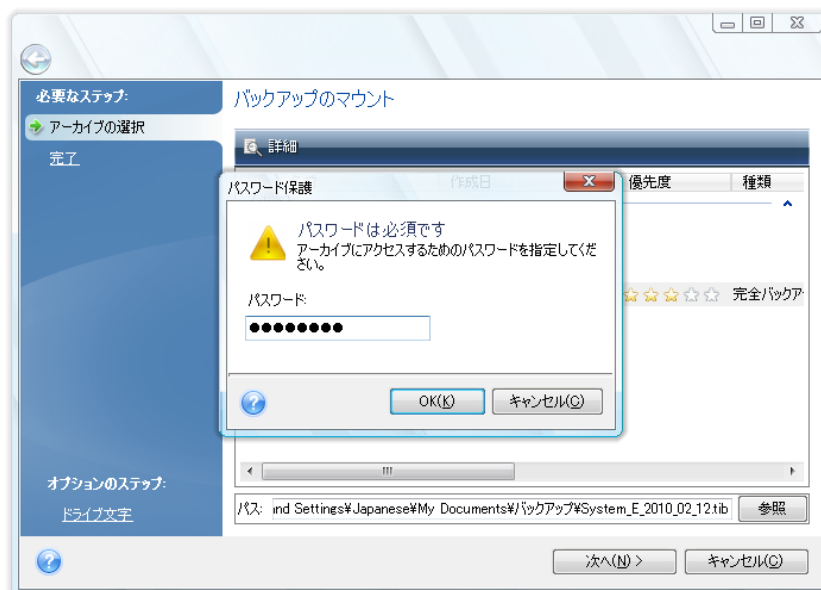 必要なステップ:
アーカイブの選択
完了
バックアップのマウント
詳細
作成日
優先度
種類
パスワード保護
パスワードは必須です
アーカイブにアクセスするためのパスワードを指定してくだ
さい。
パスワード:
●●●●●●●●
完全バックア
OK(K)
キャンセル(C)
オプションのステップ:
ドライブ文字
パス: nd Settings¥Japanese¥My Documents¥バックアップ¥System_E_2010_02_12.tib
参照
次へ(N) >
キャンセル(C)